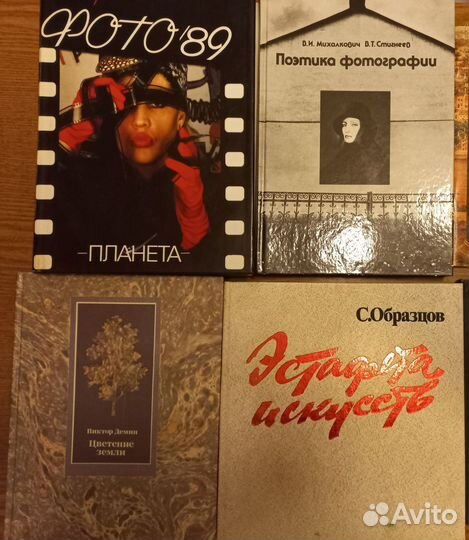 ФОТО'89
-ПЛАНЕТА-
В.И. Михалкович В.Т. Стигнеев
Поэтика фотографии
Виктор Демин
Цветение
земли
С.Образцов
Эстафета
искусств
Avito